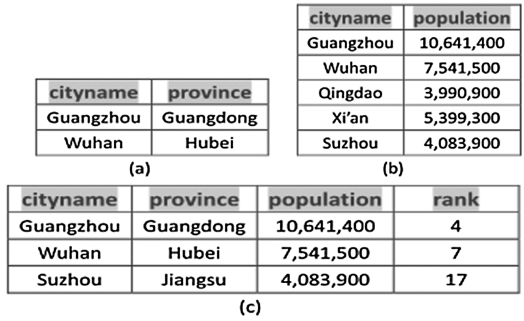 cityname province
Guangzhou Guangdong
Wuhan Hubei
(a)
cityname population
Guangzhou 10,641,400
Wuhan 7,541,500
Qingdao 3,990,900
Xi’an 5,399,300
Suzhou 4,083,900
(b)
cityname province population rank
Guangzhou Guangdong 10,641,400 4
Wuhan Hubei 7,541,500 7
Suzhou Jiangsu 4,083,900 17
(c)